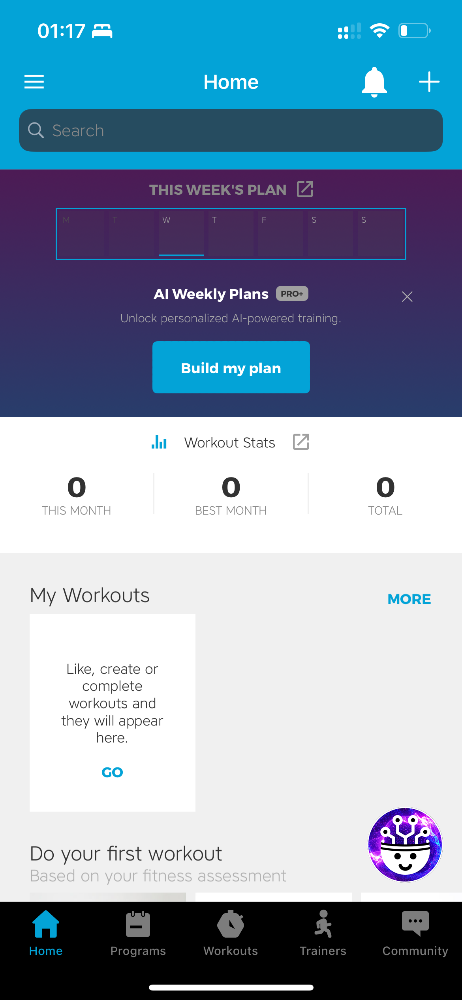 01:17
Home
Search
THIS WEEK'S PLAN
M T W T F S S
AI Weekly Plans PRO+
Unlock personalized AI-powered training.
Build my plan
Workout Stats
0 0 0
THIS MONTH BEST MONTH TOTAL
My Workouts MORE
Like, create or
complete
workouts and
they will appear
here.
GO
Do your first workout
Based on your fitness assessment
Home Programs Workouts Trainers Community